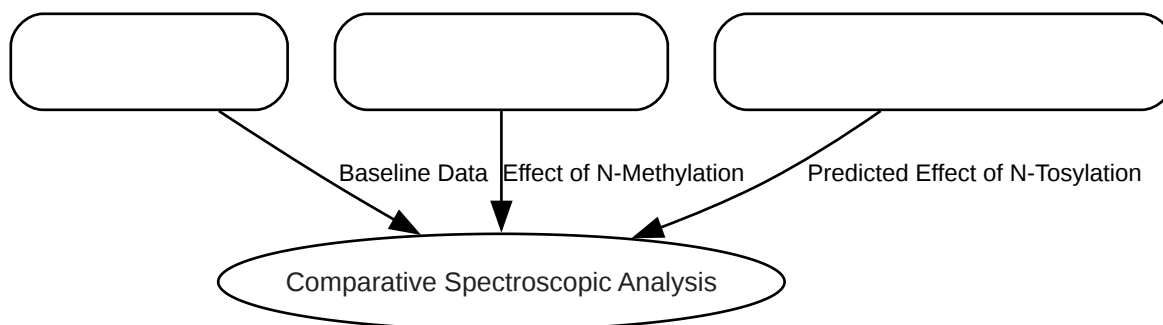 Baseline Data
Effect of N-Methylation
Predicted Effect of N-Tosylation
Comparative Spectroscopic Analysis